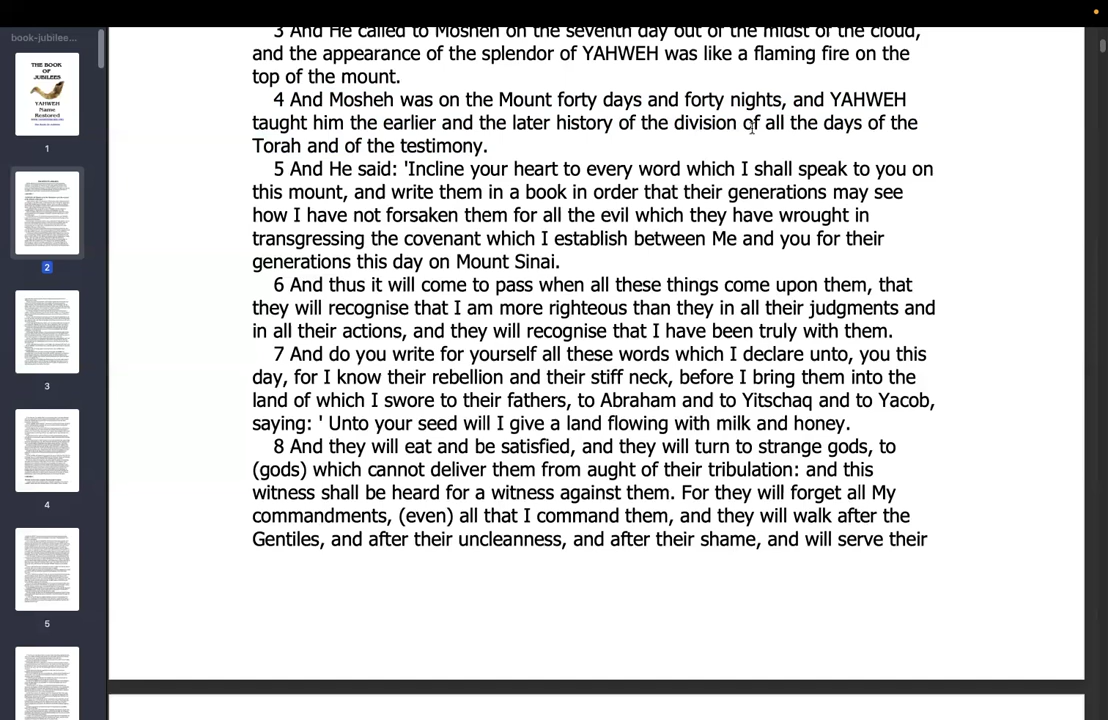 book-jubilee...
THE BOOK
OF
JUBILEES
YAHWEH
Name
Restored
1
2
3
4
5
3 And He called to Mosheh on the seventh day out of the midst of the cloud,
and the appearance of the splendor of YAHWEH was like a flaming fire on the
top of the mount.
4 And Mosheh was on the Mount forty days and forty nights, and YAHWEH
taught him the earlier and the later history of the division of all the days of the
Torah and of the testimony.
5 And He said: 'Incline your heart to every word which I shall speak to you on
this mount, and write them in a book in order that their generations may see
how I have not forsaken them for all the evil which they have wrought in
transgressing the covenant which I establish between Me and you for their
generations this day on Mount Sinai.
6 And thus it will come to pass when all these things come upon them, that
they will recognise that I am more righteous than they in all their judgments and
in all their actions, and they will recognise that I have been truly with them.
7 And do you write for yourself all these words which I declare unto, you this
day, for I know their rebellion and their stiff neck, before I bring them into the
land of which I swore to their fathers, to Abraham and to Yitschaq and to Yacob,
saying: ' Unto your seed will I give a land flowing with milk and honey.
8 And they will eat and be satisfied, and they will turn to strange gods, to
(gods) which cannot deliver them from aught of their tribulation: and this
witness shall be heard for a witness against them. For they will forget all My
commandments, (even) all that I command them, and they will walk after the
Gentiles, and after their uncleanness, and after their shame, and will serve their